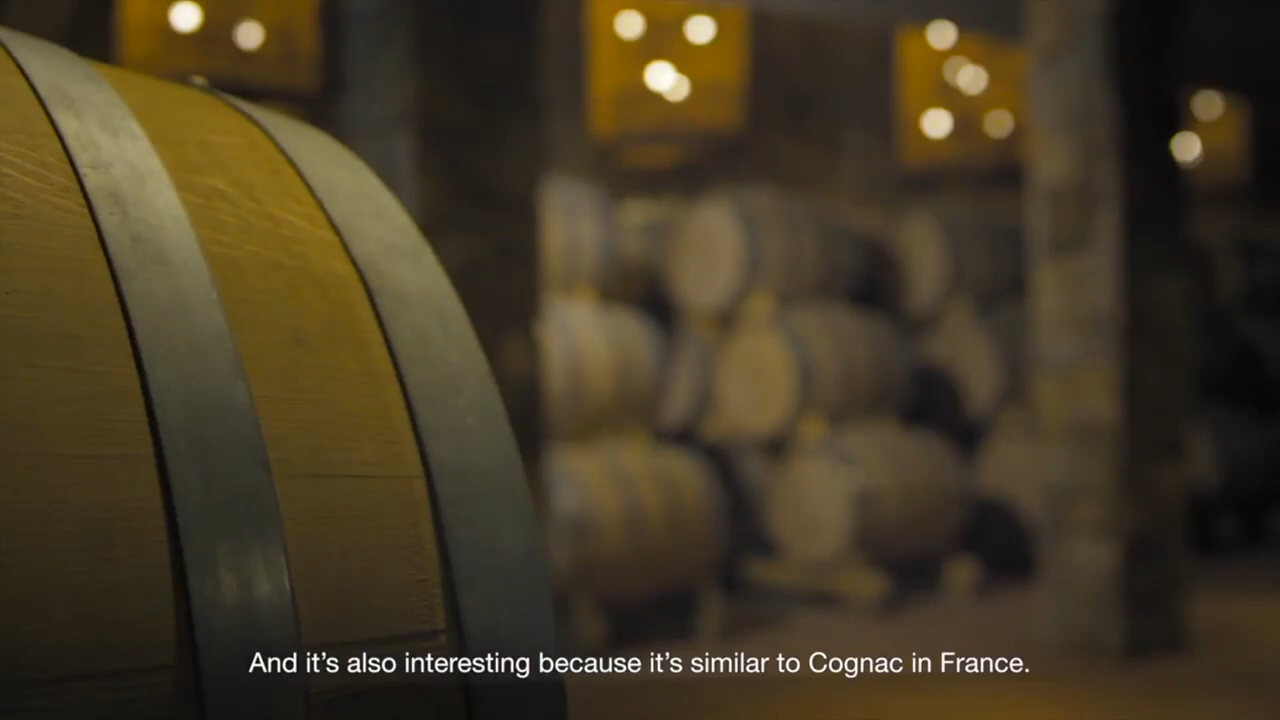 And it's also interesting because it's similar to Cognac in France.